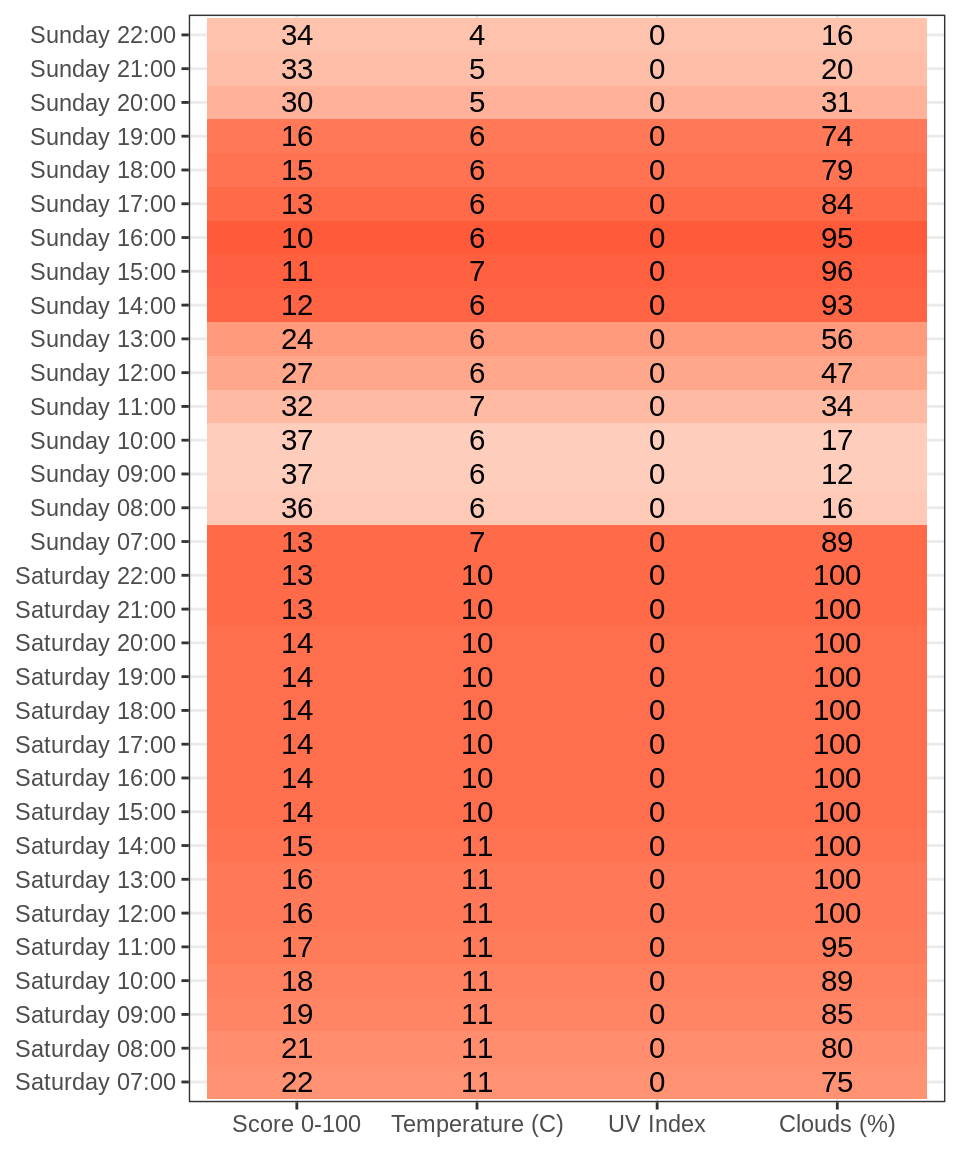 Sunday 22:00 34 4 0 16
Sunday 21:00 33 5 0 20
Sunday 20:00 30 5 0 31
Sunday 19:00 16 6 0 74
Sunday 18:00 15 6 0 79
Sunday 17:00 13 6 0 84
Sunday 16:00 10 6 0 95
Sunday 15:00 11 7 0 96
Sunday 14:00 12 6 0 93
Sunday 13:00 24 6 0 56
Sunday 12:00 27 6 0 47
Sunday 11:00 32 7 0 34
Sunday 10:00 37 6 0 17
Sunday 09:00 37 6 0 12
Sunday 08:00 36 6 0 16
Sunday 07:00 13 7 0 89
Saturday 22:00 13 10 0 100
Saturday 21:00 13 10 0 100
Saturday 20:00 14 10 0 100
Saturday 19:00 14 10 0 100
Saturday 18:00 14 10 0 100
Saturday 17:00 14 10 0 100
Saturday 16:00 14 10 0 100
Saturday 15:00 14 10 0 100
Saturday 14:00 15 11 0 100
Saturday 13:00 16 11 0 100
Saturday 12:00 16 11 0 100
Saturday 11:00 17 11 0 95
Saturday 10:00 18 11 0 89
Saturday 09:00 19 11 0 85
Saturday 08:00 21 11 0 80
Saturday 07:00 22 11 0 75
Score 0-100 Temperature (C) UV Index Clouds (%)